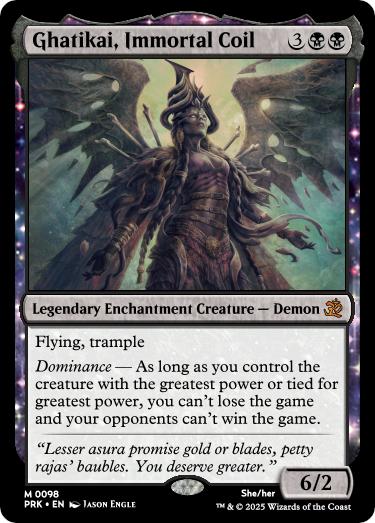 Ghatikai, Immortal Coil 3
Legendary Enchantment Creature — Demon
Flying, trample
Dominance — As long as you control the
creature with the greatest power or tied for
greatest power, you can’t lose the game
and your opponents can’t win the game.
“Lesser asura promise gold or blades, petty
rajas’ baubles. You deserve greater.”
6/2
M 0098 She/her
PRK • EN Jason Engle ™ & © 2025 Wizards of the Coast